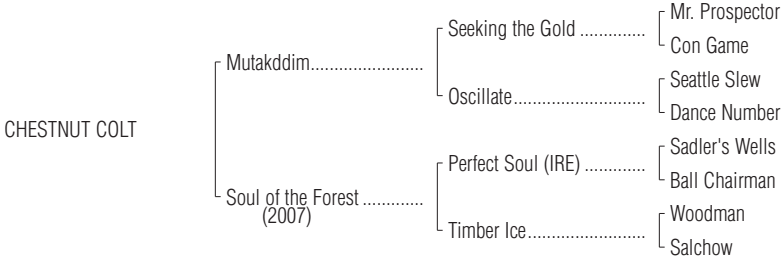 Mr. Prospector
Seeking the Gold ..............
Con Game
Mutakddim........................
Seattle Slew
Oscillate............................
Dance Number
CHESTNUT COLT
Sadler's Wells
Perfect Soul (IRE) .............
Ball Chairman
Soul of the Forest .............
(2007)
Woodman
Timber Ice.........................
Salchow